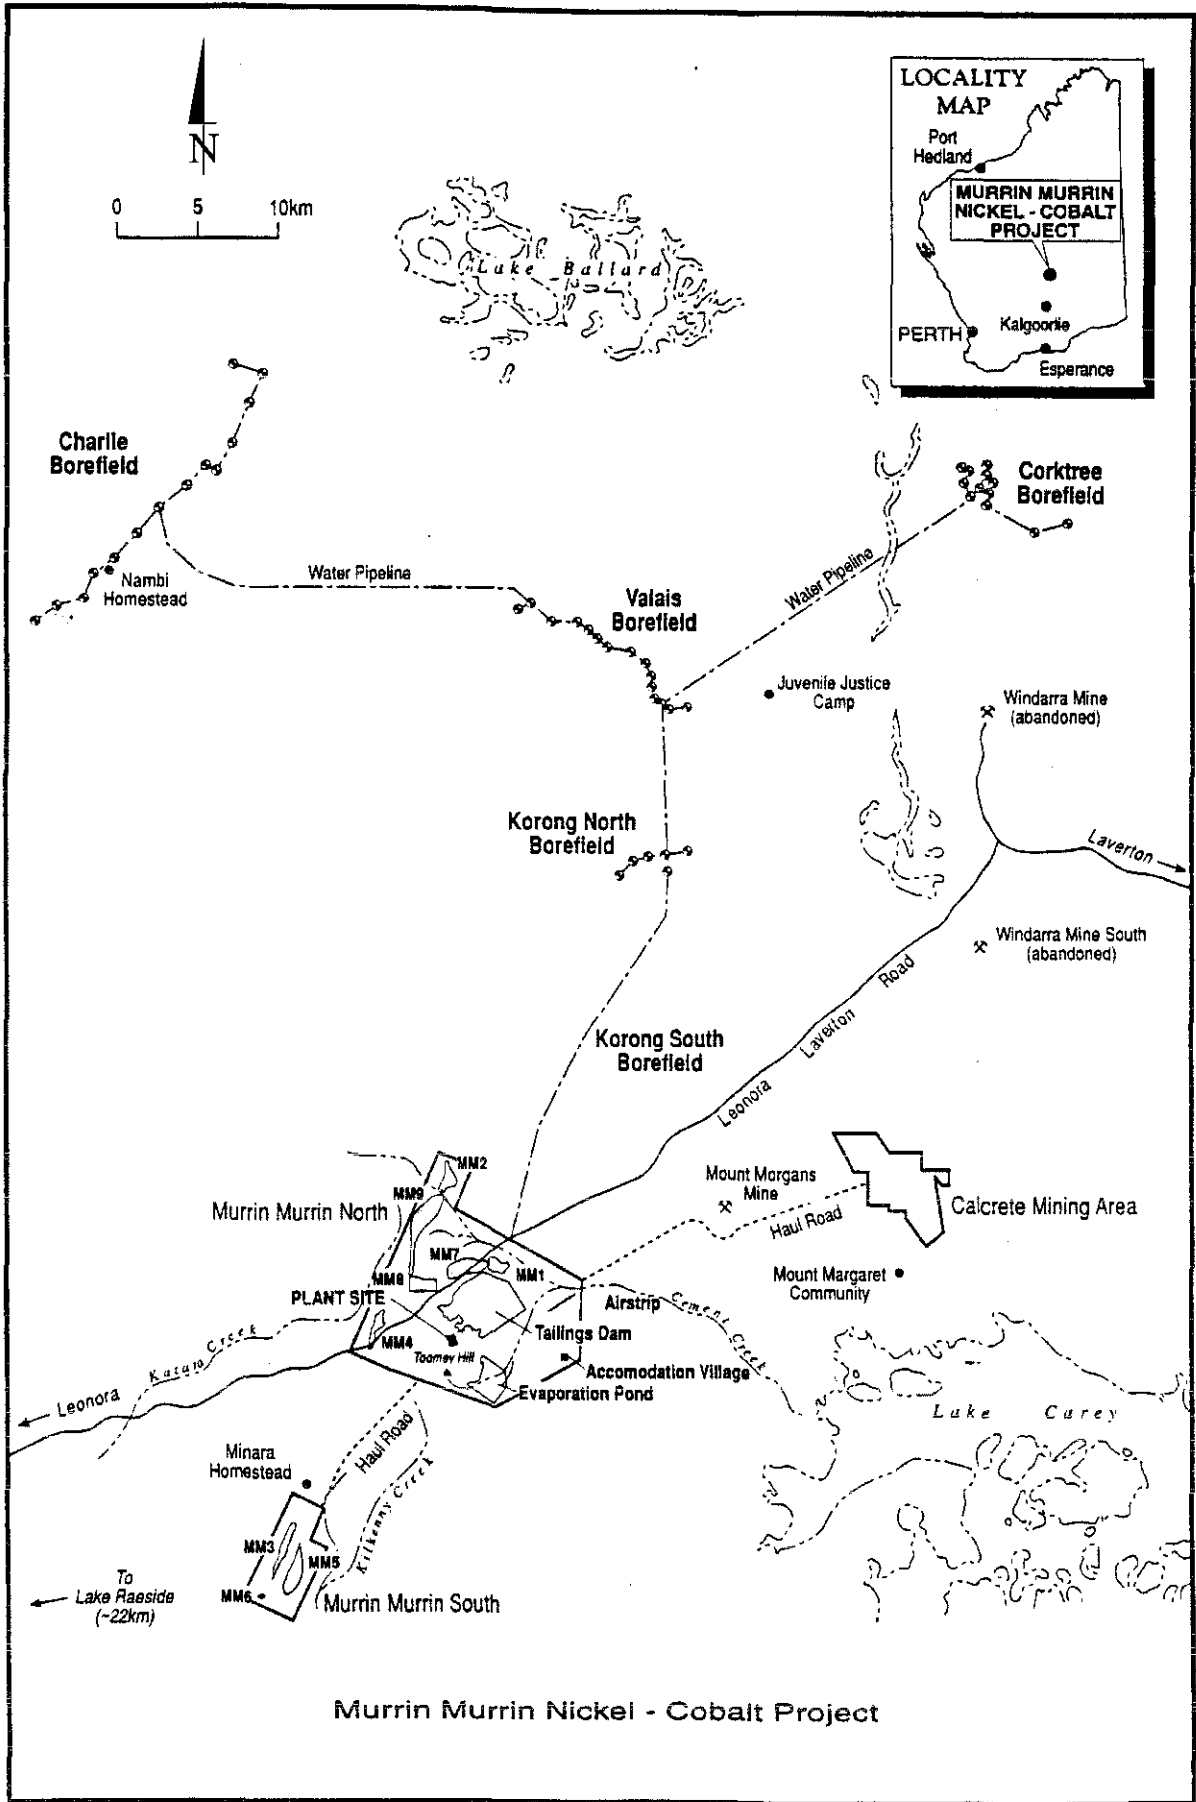 LOCALITY
MAP
Port
Hedland
MURRIN MURRIN
NICKEL - COBALT
PROJECT
PERTH
Kalgoorlie
Esperance
N
0 5 10km
Lake Ballard
Charlie
Borefield
Nambi
Homestead
Water Pipeline
Valais
Borefield
Water Pipeline
Corktree
Borefield
Juvenile Justice
Camp
Windarra Mine
(abandoned)
Korong North
Borefield
Laverton
Windarra Mine South
(abandoned)
Korong South
Borefield
Leonora Laverton Road
MM2
MM9
Murrin Murrin North
Mount Morgans
Mine
Haul Road
Calcrete Mining Area
MM7
MM8
MM1
PLANT SITE
Airstrip
Mount Margaret
Community
Cement Creek
Tailings Dam
MM4
Toomey Hill
Accomodation Village
Evaporation Pond
Creek
Leonora
Lake Carey
Haul Road
Minara
Homestead
Kilkenny Creek
MM3
MM5
MM6
Murrin Murrin South
To
Lake Raeside
(~22km)
Murrin Murrin Nickel - Cobalt Project